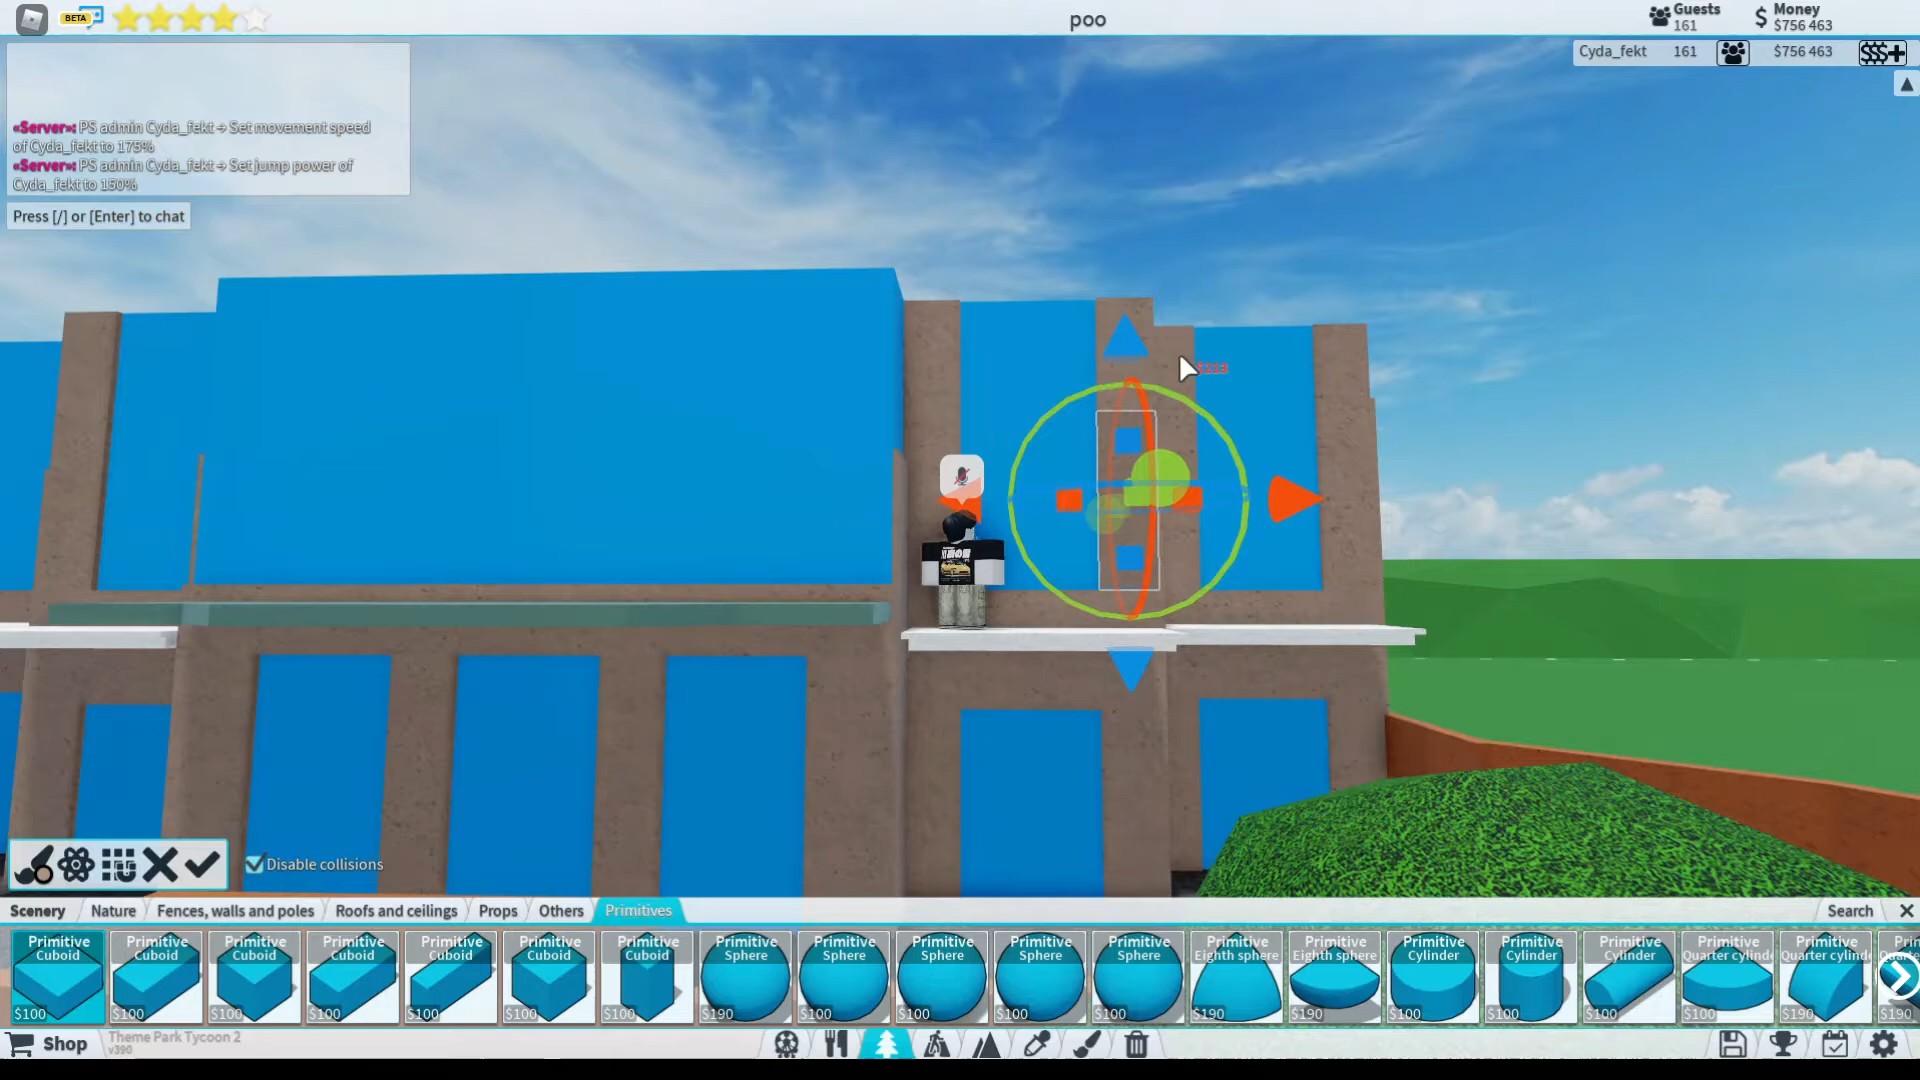 BETA
poo
Guests
161
Money
$756 463
Cyda_fekt 161 $756 463 $$$+
«Server»: PS admin Cyda_fekt → Set movement speed
of Cyda_fekt to 175%
«Server»: PS admin Cyda_fekt → Set jump power of
Cyda_fekt to 150%
Press [/] or [Enter] to chat
Disable collisions
Scenery Nature Fences, walls and poles Roofs and ceilings Props Others Primitives Search
Primitive Cuboid $100
Primitive Cuboid $100
Primitive Cuboid $100
Primitive Cuboid $100
Primitive Cuboid $100
Primitive Cuboid $100
Primitive Cuboid $100
Primitive Sphere $190
Primitive Sphere $100
Primitive Sphere $100
Primitive Sphere $100
Primitive Sphere $100
Primitive Eighth sphere $190
Primitive Eighth sphere $190
Primitive Cylinder $100
Primitive Cylinder $100
Primitive Cylinder $100
Primitive Quarter cylinde $100
Primitive Quarter cylind $190
Shop
Theme Park Tycoon 2
v390